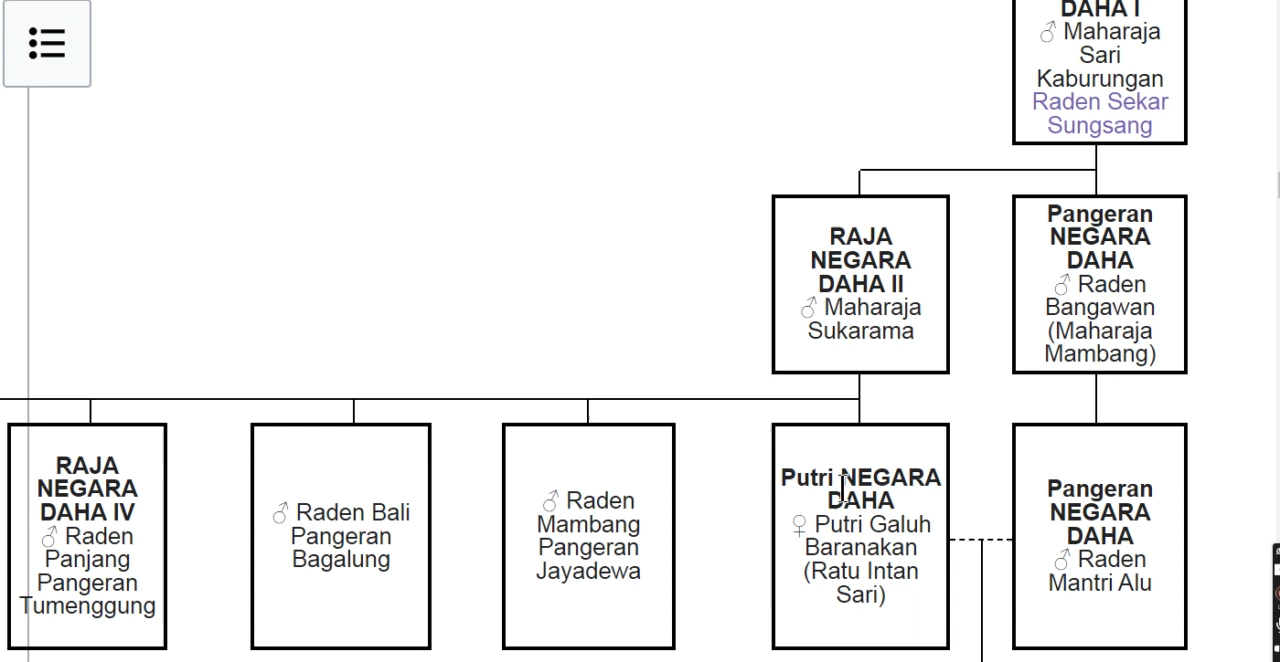 DAHA I
♂ Maharaja
Sari
Kaburungan
Raden Sekar
Sungsang
RAJA
NEGARA
DAHA II
♂ Maharaja
Sukarama
Pangeran
NEGARA
DAHA
♂ Raden
Bangawan
(Maharaja
Mambang)
RAJA
NEGARA
DAHA IV
♂ Raden
Panjang
Pangeran
Tumenggung
♂ Raden Bali
Pangeran
Bagalung
♂ Raden
Mambang
Pangeran
Jayadewa
Putri NEGARA
DAHA
♀ Putri Galuh
Baranakan
(Ratu Intan
Sari)
Pangeran
NEGARA
DAHA
♂ Raden
Mantri Alu